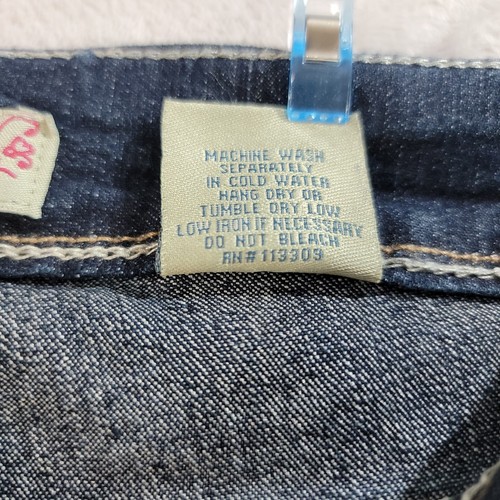 MACHINE WASH
SEPARATELY
IN COLD WATER
HANG DRY OR
TUMBLE DRY LOW
LOW IRON IF NECESSARY
DO NOT BLEACH
RN# 113309